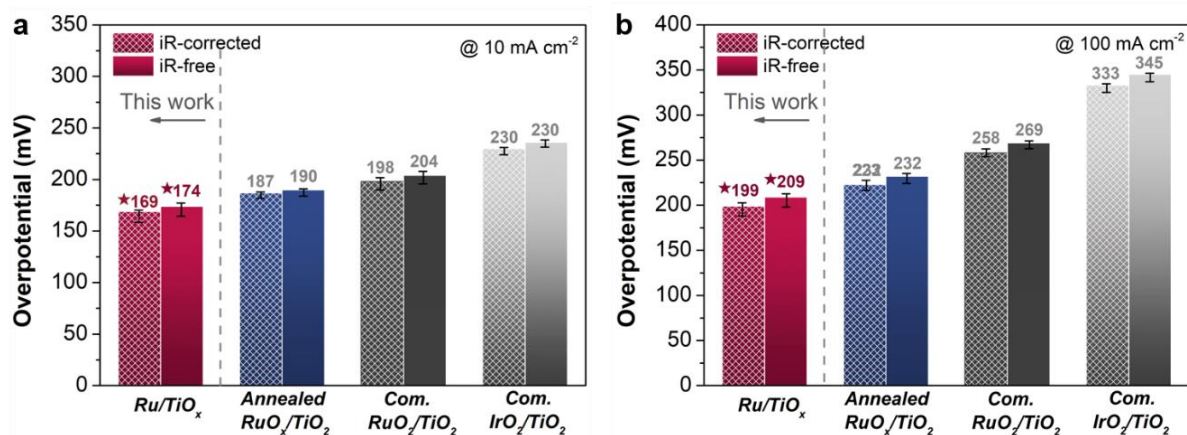 a
350
300
250
200
150
100
50
0
Overpotential (mV)
iR-corrected
iR-free
@ 10 mA cm⁻²
This work
★169
★174
187
190
198
204
230
230
Ru/TiOₓ
Annealed
RuOₓ/TiO₂
Com.
RuO₂/TiO₂
Com.
IrO₂/TiO₂
b
400
350
300
250
200
150
100
50
0
Overpotential (mV)
iR-corrected
iR-free
@ 100 mA cm⁻²
This work
★199
★209
232
258
269
333
345
Ru/TiOₓ
Annealed
RuOₓ/TiO₂
Com.
RuO₂/TiO₂
Com.
IrO₂/TiO₂